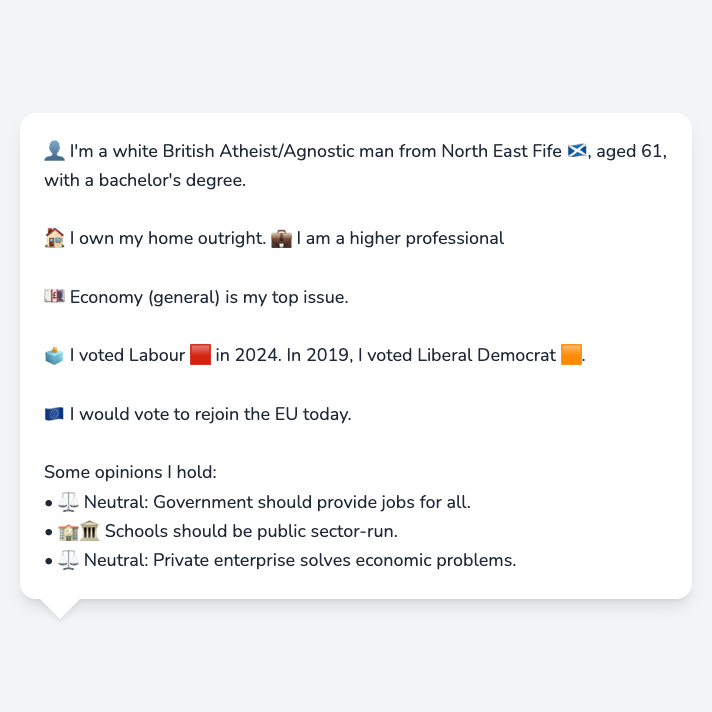 👤 I'm a white British Atheist/Agnostic man from North East Fife 🏴󠁧󠁢󠁳󠁣󠁴󠁿, aged 61,
with a bachelor's degree.
🏠 I own my home outright. 💼 I am a higher professional
💷 Economy (general) is my top issue.
🗳️ I voted Labour 🟥 in 2024. In 2019, I voted Liberal Democrat 🟧.
🇪🇺 I would vote to rejoin the EU today.
Some opinions I hold:
• ⚖️ Neutral: Government should provide jobs for all.
• 🏫🏛️ Schools should be public sector-run.
• ⚖️ Neutral: Private enterprise solves economic problems.